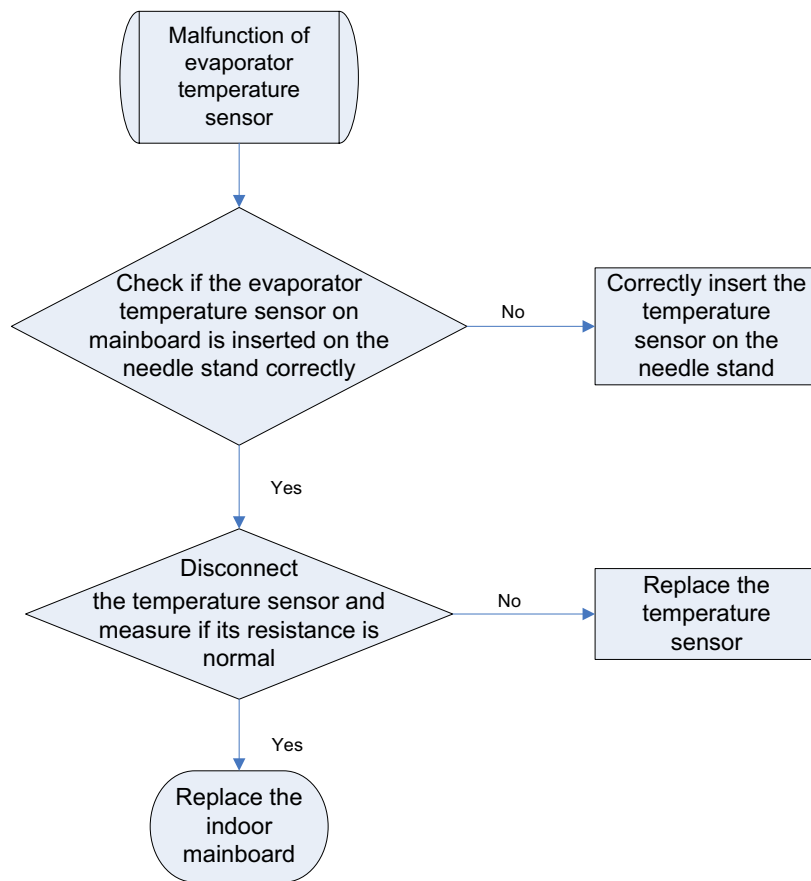 Malfunction of
evaporator
temperature
sensor
Check if the evaporator
temperature sensor on
mainboard is inserted on the
needle stand correctly
No
Correctly insert the
temperature
sensor on the
needle stand
Yes
Disconnect
the temperature sensor and
measure if its resistance is
normal
No
Replace the
temperature
sensor
Yes
Replace the
indoor
mainboard